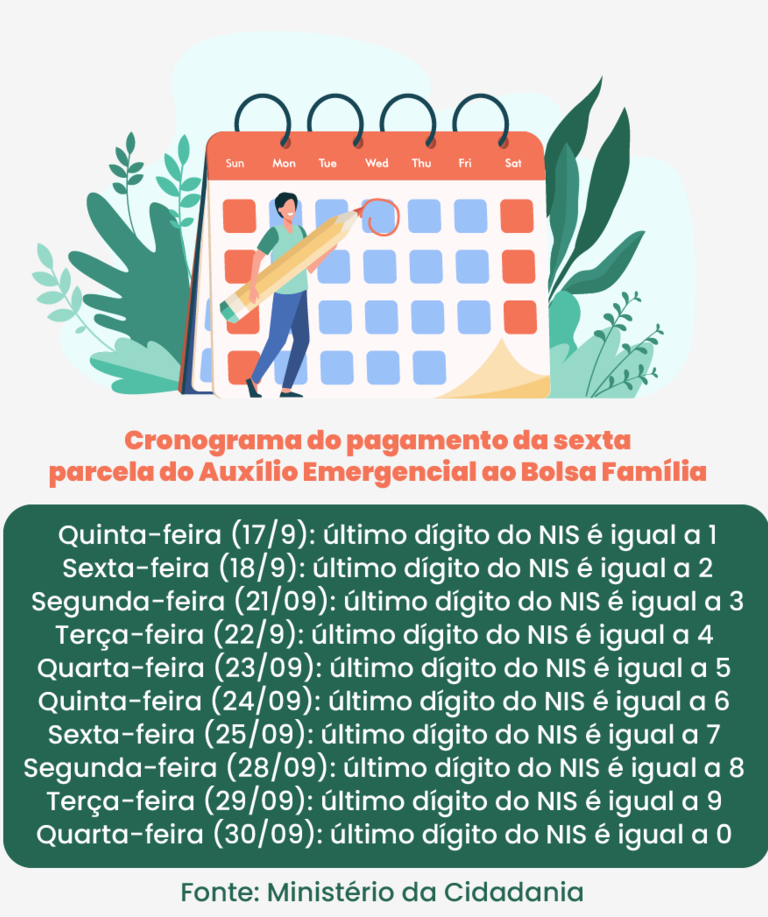 Sun Mon Tue Wed Thu Fri Sat
Cronograma do pagamento da sexta
parcela do Auxílio Emergencial ao Bolsa Família
Quinta-feira (17/9): último dígito do NIS é igual a 1
Sexta-feira (18/9): último dígito do NIS é igual a 2
Segunda-feira (21/09): último dígito do NIS é igual a 3
Terça-feira (22/9): último dígito do NIS é igual a 4
Quarta-feira (23/09): último dígito do NIS é igual a 5
Quinta-feira (24/09): último dígito do NIS é igual a 6
Sexta-feira (25/09): último dígito do NIS é igual a 7
Segunda-feira (28/09): último dígito do NIS é igual a 8
Terça-feira (29/09): último dígito do NIS é igual a 9
Quarta-feira (30/09): último dígito do NIS é igual a 0
Fonte: Ministério da Cidadania